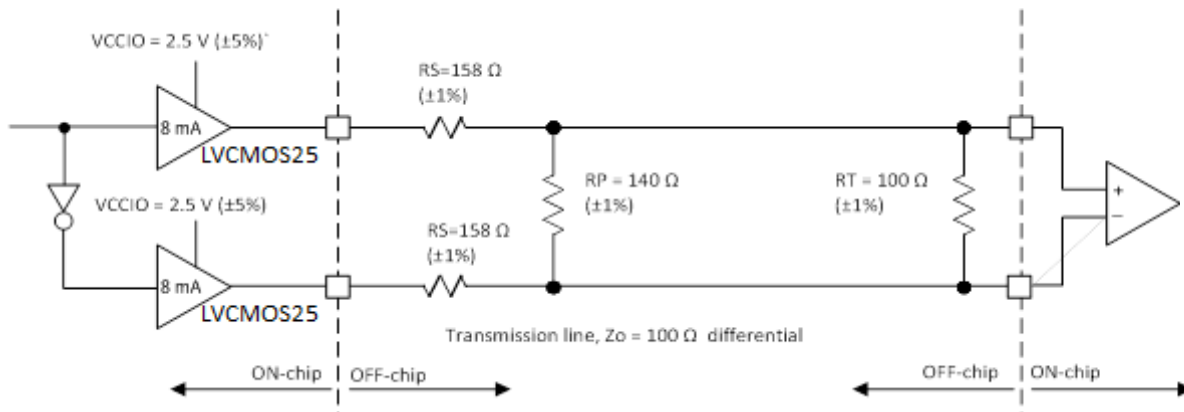 VCCIO = 2.5 V (±5%)`
RS=158 Ω
(±1%)
8 mA
LVCMOS25
RP = 140 Ω
(±1%)
RT = 100 Ω
(±1%)
+
−
VCCIO = 2.5 V (±5%)
RS=158 Ω
(±1%)
8 mA
LVCMOS25
Transmission line, Zo = 100 Ω differential
ON-chip
OFF-chip
OFF-chip
ON-chip